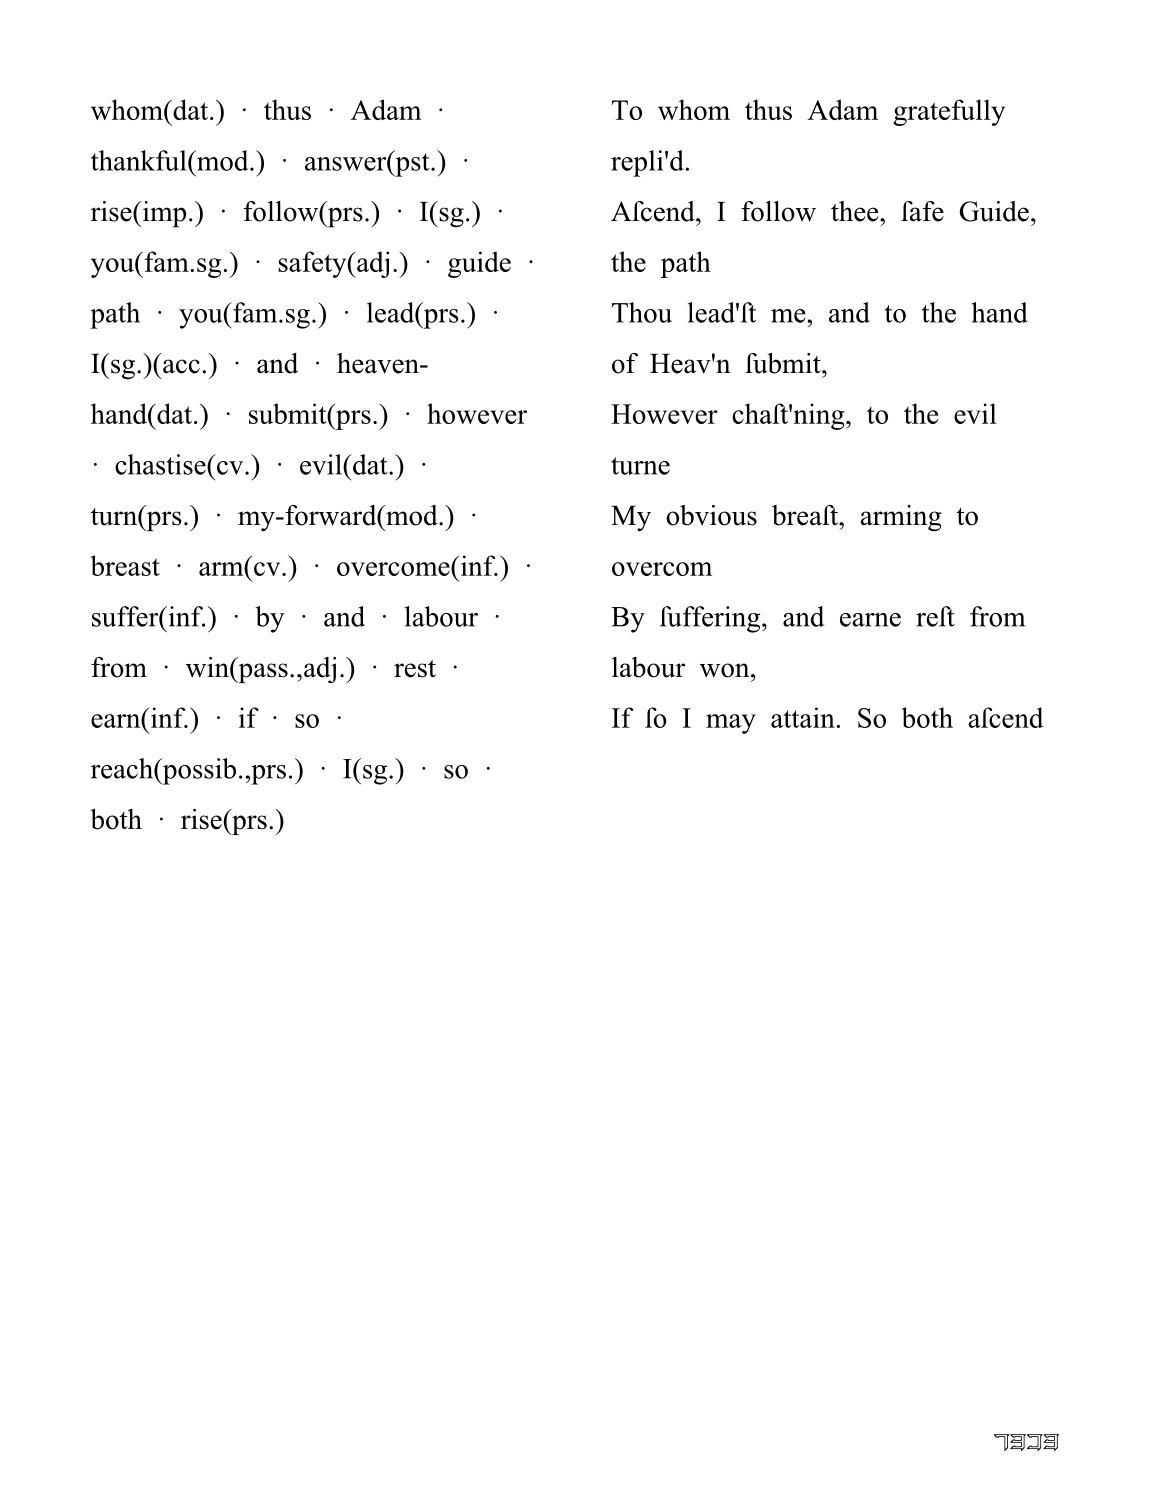 whom(dat.) · thus · Adam ·
thankful(mod.) · answer(pst.) ·
rise(imp.) · follow(prs.) · I(sg.) ·
you(fam.sg.) · safety(adj.) · guide ·
path · you(fam.sg.) · lead(prs.) ·
I(sg.)(acc.) · and · heaven-
hand(dat.) · submit(prs.) · however
· chastise(cv.) · evil(dat.) ·
turn(prs.) · my-forward(mod.) ·
breast · arm(cv.) · overcome(inf.) ·
suffer(inf.) · by · and · labour ·
from · win(pass.,adj.) · rest ·
earn(inf.) · if · so ·
reach(possib.,prs.) · I(sg.) · so ·
both · rise(prs.)
To whom thus Adam gratefully
repli'd.
Aſcend, I follow thee, ſafe Guide,
the path
Thou lead'ſt me, and to the hand
of Heav'n ſubmit,
However chaſt'ning, to the evil
turne
My obvious breaſt, arming to
overcom
By ſuffering, and earne reſt from
labour won,
If ſo I may attain. So both aſcend